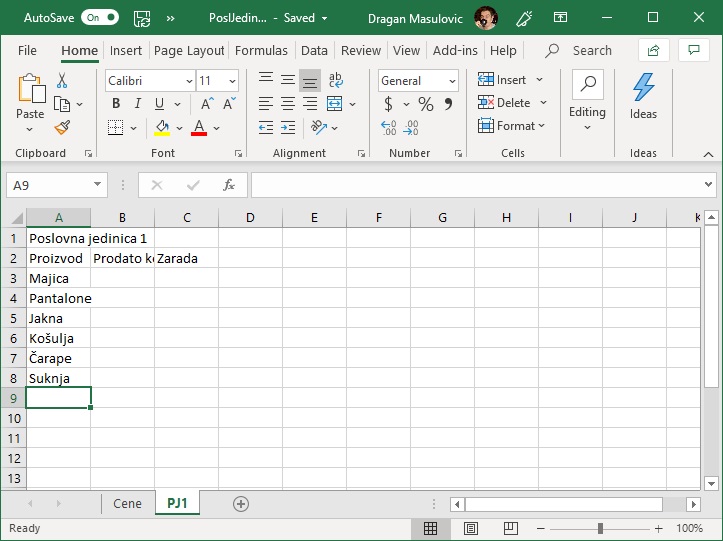 AutoSave On PoslJedin... - Saved Dragan Masulovic
File Home Insert Page Layout Formulas Data Review View Add-ins Help Search
Calibri 11 General Insert
Paste B I U A A $ % 9 Delete Editing Ideas
A Format
Clipboard Font Alignment Number Cells Ideas
A9 fx
A B C D E F G H I J K
1 Poslovna jedinica 1
2 Proizvod Prodato ko Zarada
3 Majica
4 Pantalone
5 Jakna
6 Košulja
7 Čarape
8 Suknja
9
10
11
12
13
Cene PJ1
Ready 100%